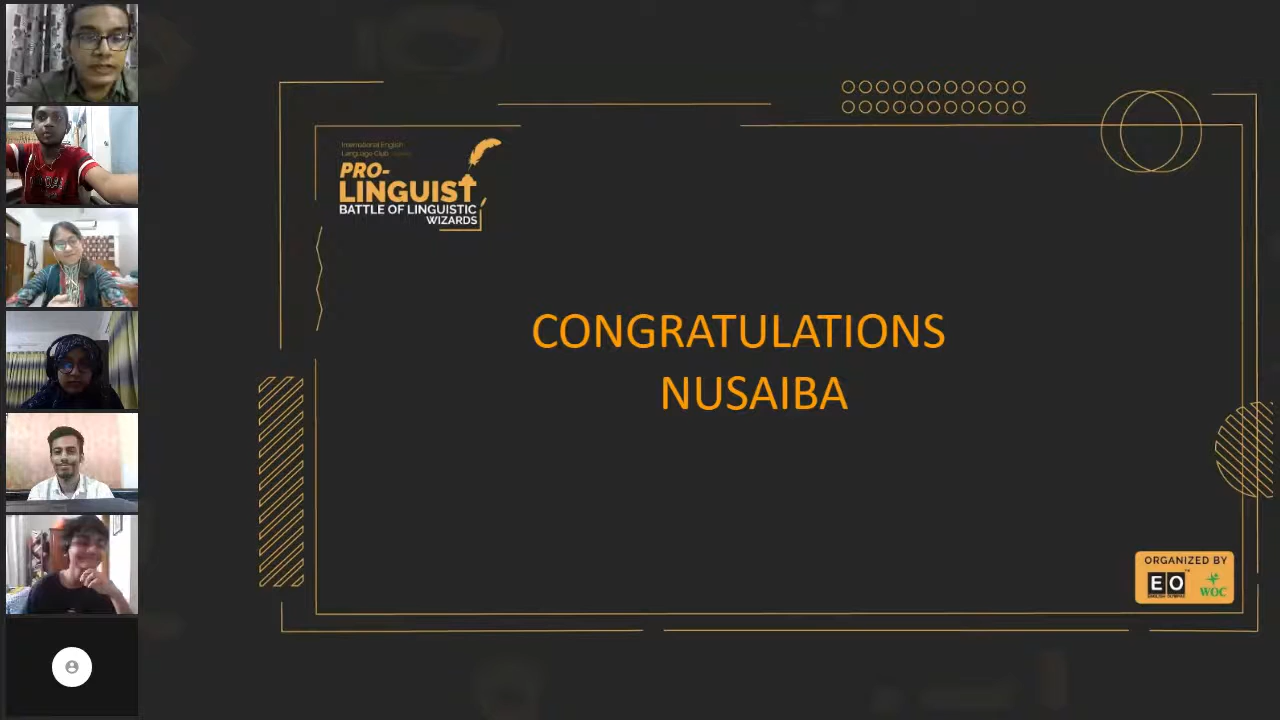 International English
Language Club
PRO-
LINGUIST
BATTLE OF LINGUISTIC
WIZARDS
CONGRATULATIONS
NUSAIBA
ORGANIZED BY
EO
WOC